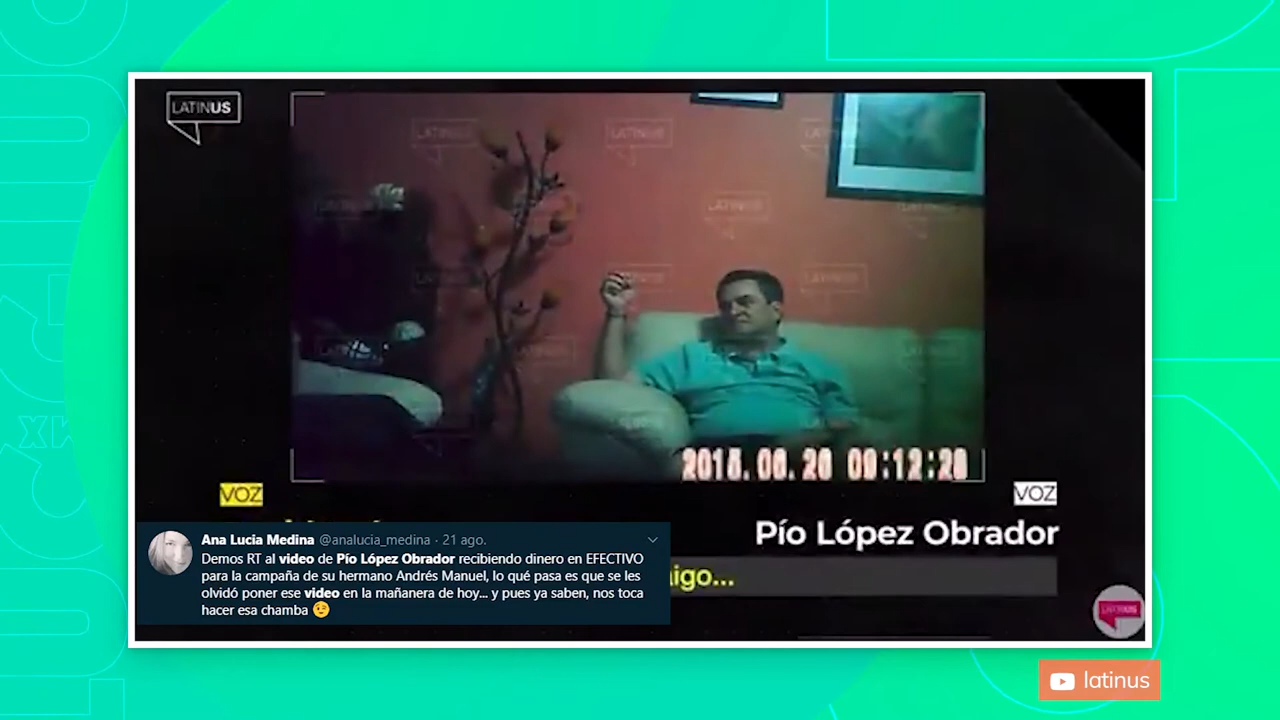 LATINUS
2015.06.20 09:12:28
VOZ
VOZ
Pío López Obrador
Ana Lucía Medina @analucia_medina · 21 ago.
Demos RT al video de Pío López Obrador recibiendo dinero en EFECTIVO
para la campaña de su hermano Andrés Manuel, lo qué pasa es que se les
olvidó poner ese video en la mañanera de hoy... y pues ya saben, nos toca
hacer esa chamba 😉
LATINUS
latinus